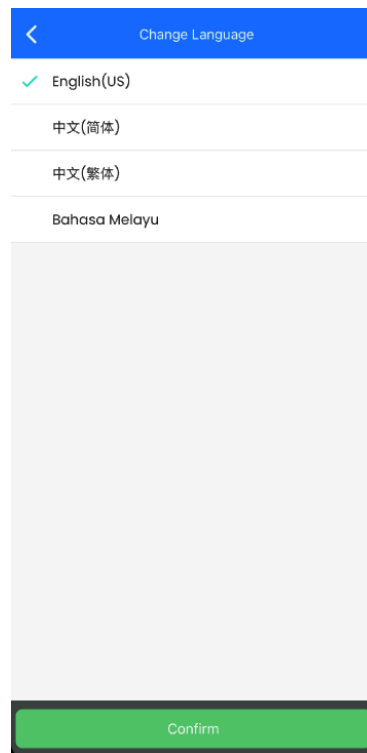 Change Language
English(US)
中文(简体)
中文(繁体)
Bahasa Melayu
Confirm